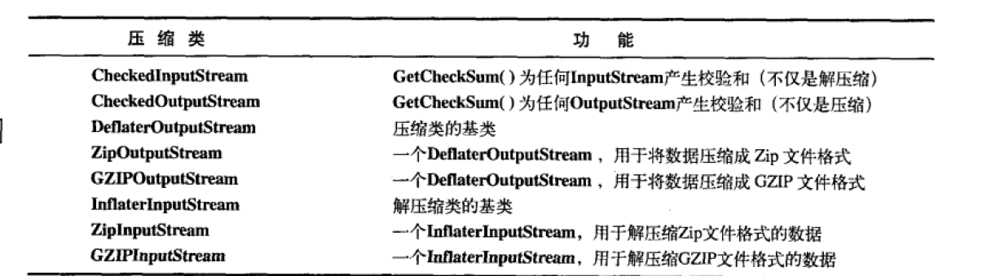 压 缩 类 功 能
CheckedInputStream GetCheckSum( ) 为任何InputStream产生校验和（不仅是解压缩）
CheckedOutputStream GetCheckSum( ) 为任何OutputStream产生校验和（不仅是压缩）
DeflaterOutputStream 压缩类的基类
ZipOutputStream 一个DeflaterOutputStream ，用于将数据压缩成 Zip 文件格式
GZIPOutputStream 一个DeflaterOutputStream ，用于将数据压缩成 GZIP 文件格式
InflaterInputStream 解压缩类的基类
ZipInputStream 一个InflaterInputStream，用于解压缩Zip文件格式的数据
GZIPInputStream 一个InflaterInputStream，用于解压缩GZIP文件格式的数据